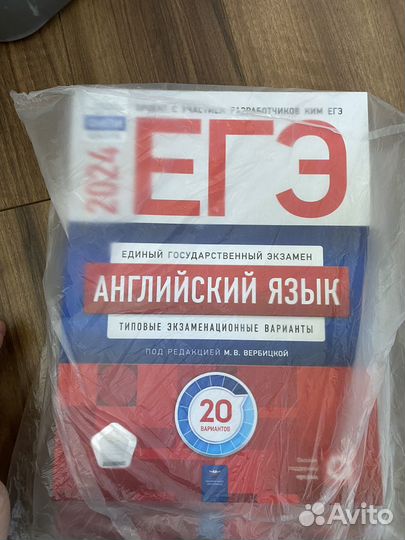 ПРОЕКТ С УЧАСТИЕМ РАЗРАБОТЧИКОВ КИМ ЕГЭ
2024
ЕГЭ
ЕДИНЫЙ ГОСУДАРСТВЕННЫЙ ЭКЗАМЕН
АНГЛИЙСКИЙ ЯЗЫК
ТИПОВЫЕ ЭКЗАМЕНАЦИОННЫЕ ВАРИАНТЫ
ПОД РЕДАКЦИЕЙ М. В. ВЕРБИЦКОЙ
20
ВАРИАНТОВ
Avito